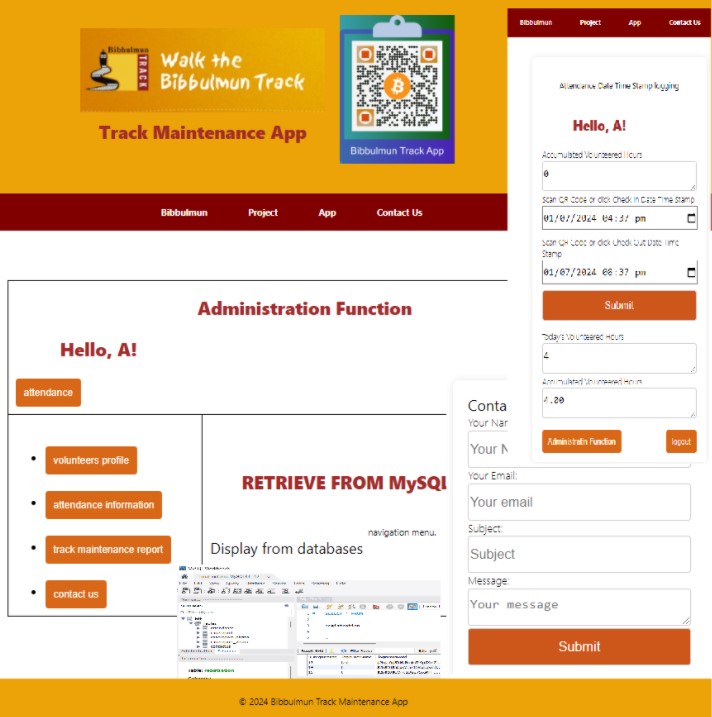 Bibbulmun
TRACK
Walk the
Bibbulmun Track
Track Maintenance App
Bibbulmun Track App
Bibbulmun Project App Contact Us
Administration Function
Hello, A!
attendance
volunteers profile
attendance information
track maintenance report
contact us
RETRIEVE FROM MySQL
navigation menu.
Display from databases
Conta
Your Nar
Your N
Your Email:
Your email
Subject:
Subject
Message:
Your message
Submit
Bibbulmun Project App Contact Us
Attendance Date Time Stamp logging
Hello, A!
Accumulated Volunteered Hours
0
Scan QR Code or click Check In Date Time Stamp
01/07/2024 04:37 pm
Scan QR Code or click Check Out Date Time
Stamp
01/07/2024 08:37 pm
Submit
Today's Volunteered Hours
4
Accumulated Volunteered Hours
4.00
Administratin Function
logout
© 2024 Bibbulmun Track Maintenance App